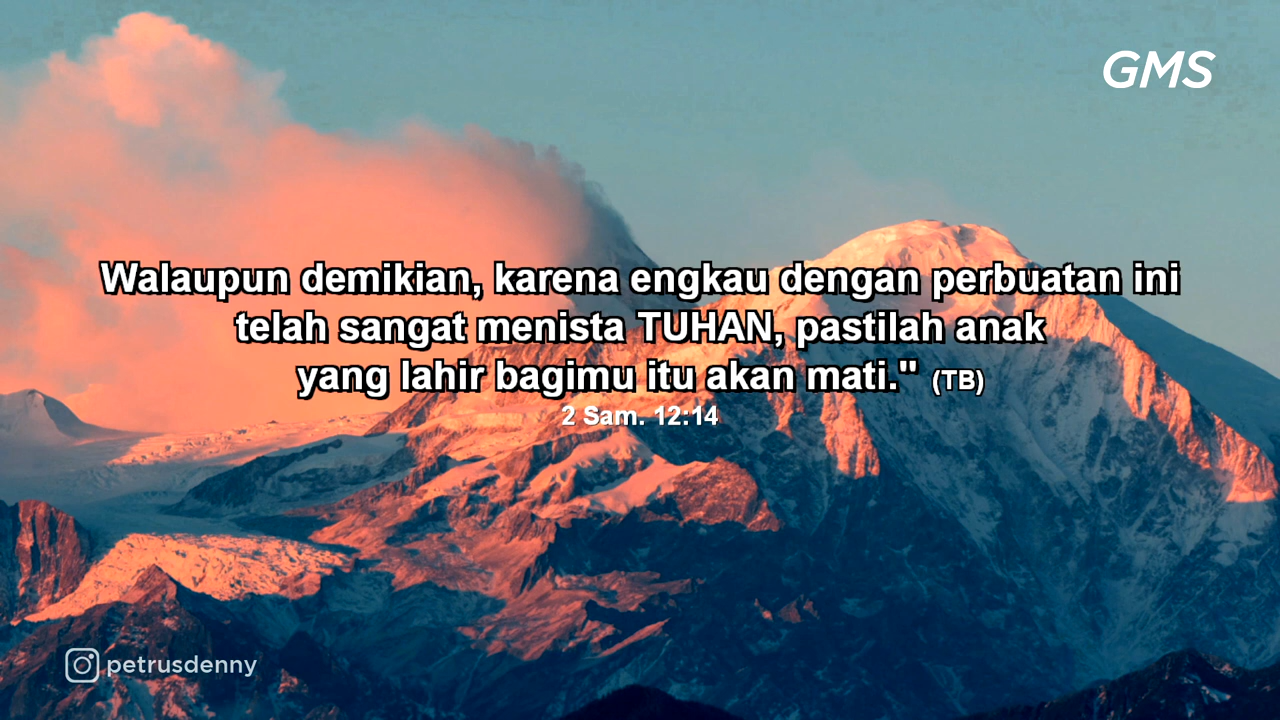 GMS
Walaupun demikian, karena engkau dengan perbuatan ini
telah sangat menista TUHAN, pastilah anak
yang lahir bagimu itu akan mati." (TB)
2 Sam. 12:14
petrusdenny